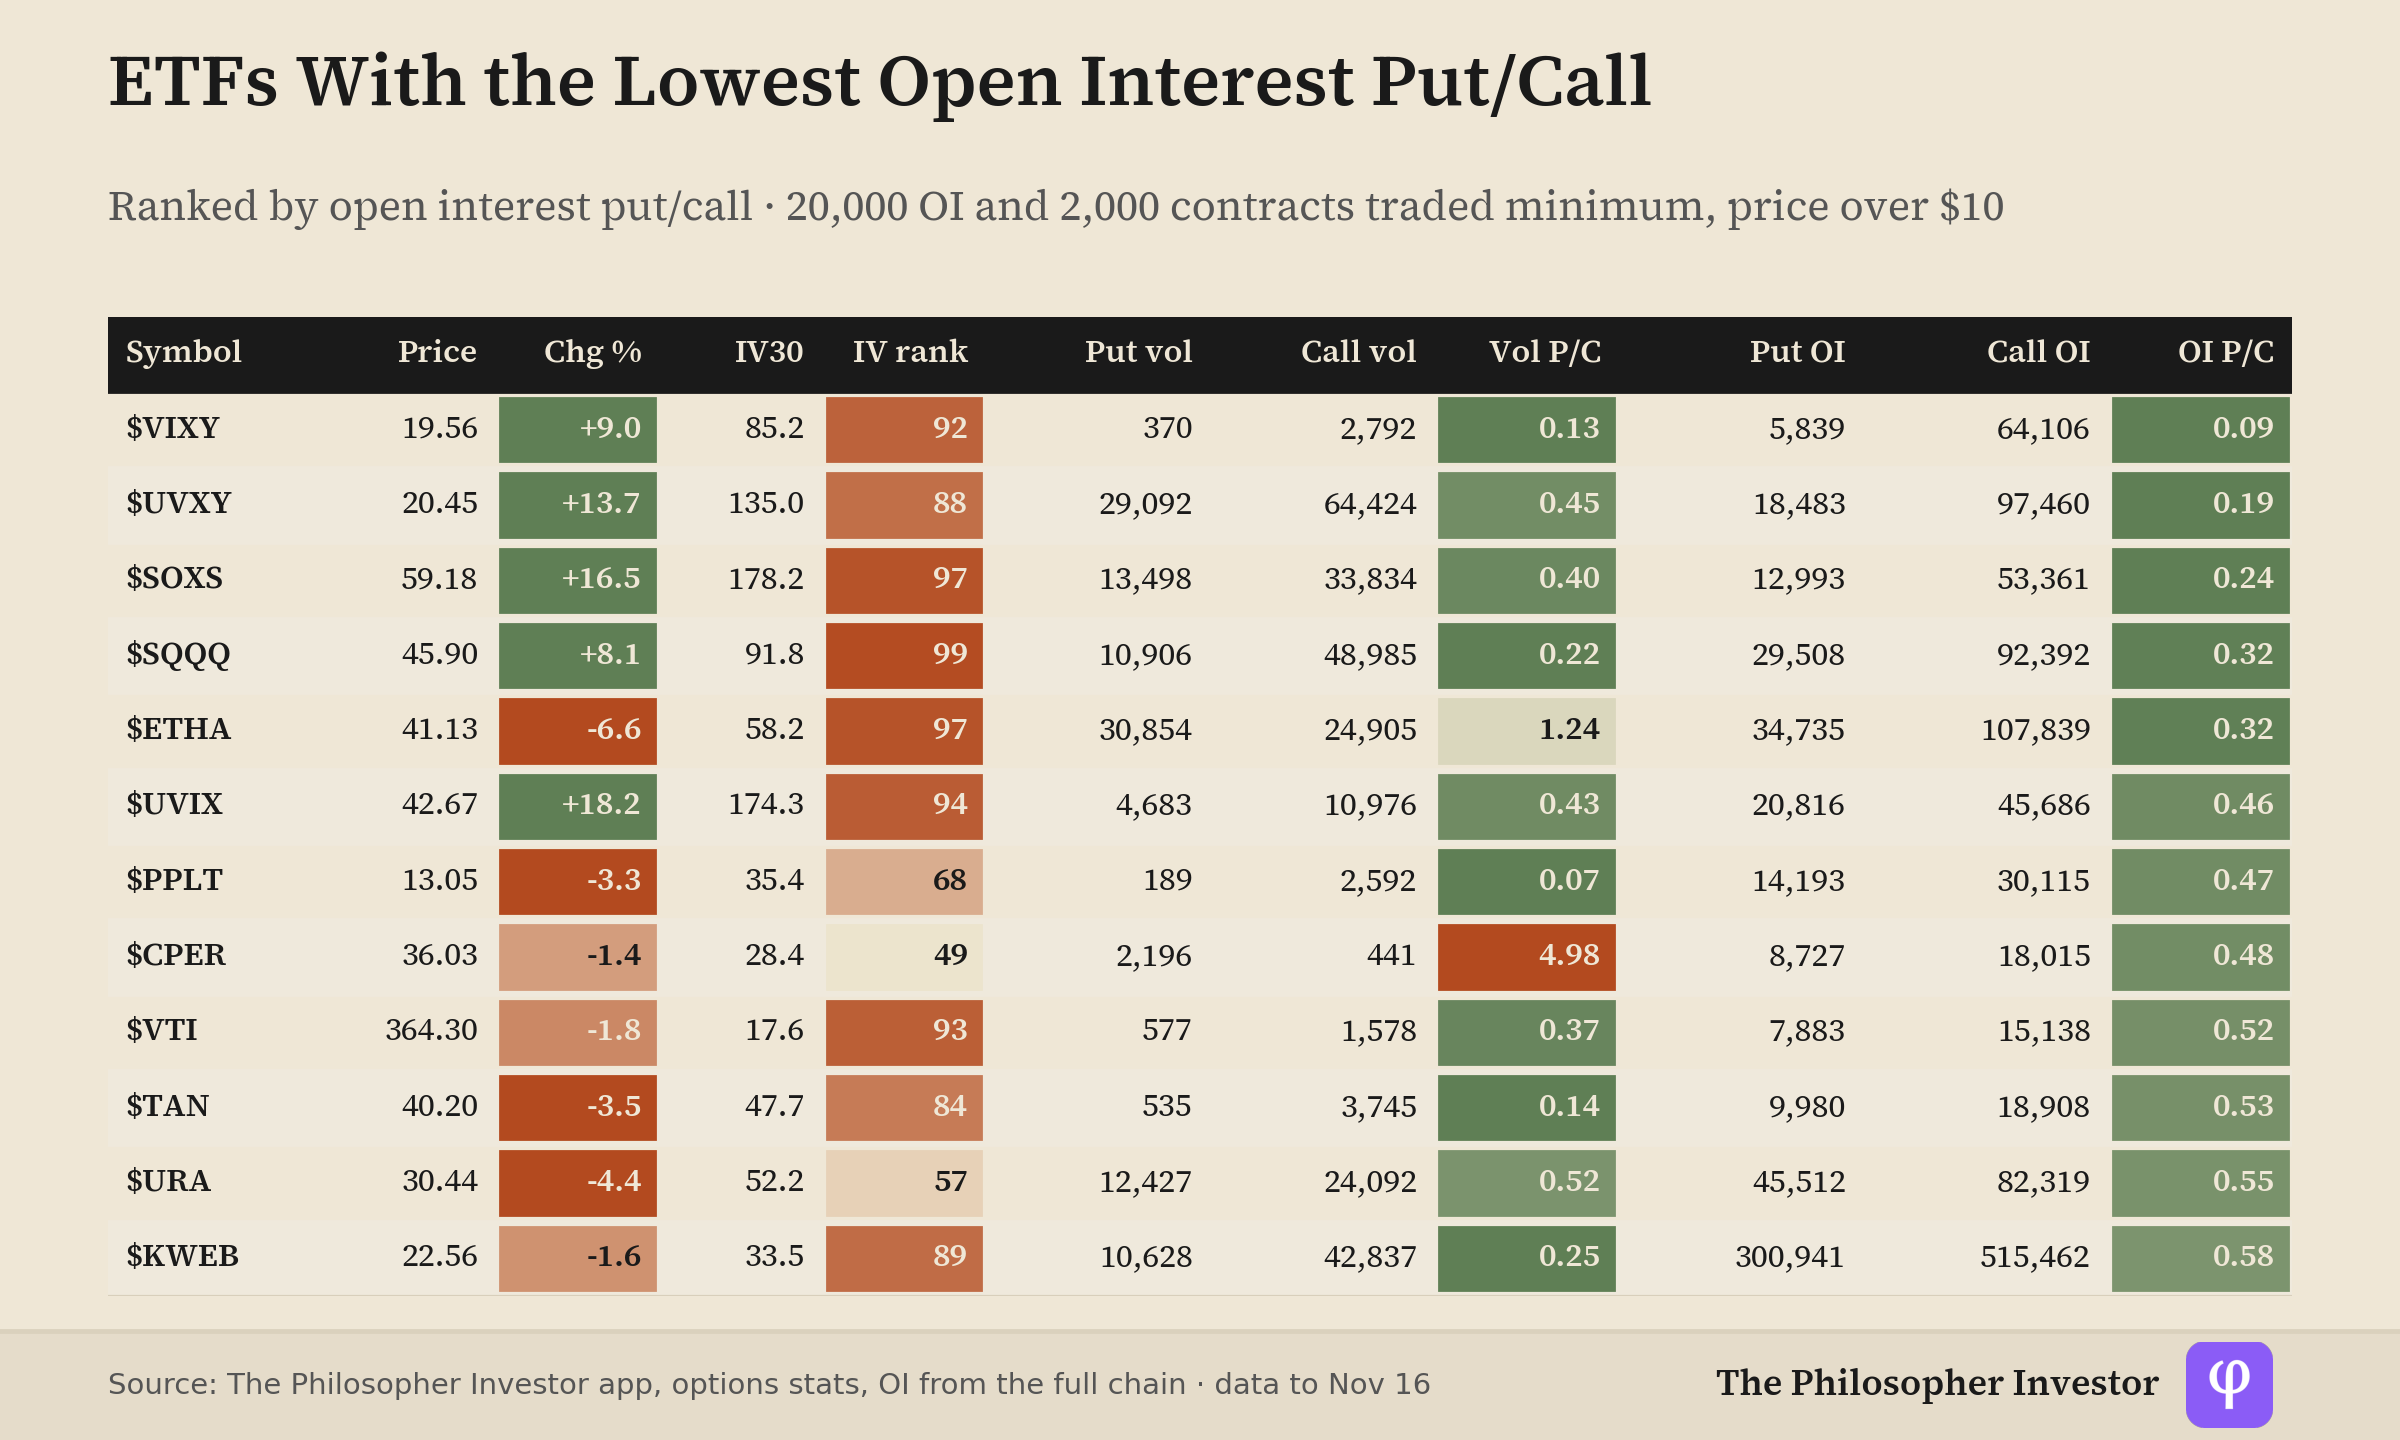 ETFs With the Lowest Open Interest Put/Call
Ranked by open interest put/call · 20,000 OI and 2,000 contracts traded minimum, price over $10
Symbol Price Chg % IV30 IV rank Put vol Call vol Vol P/C Put OI Call OI OI P/C
$VIXY 19.56 +9.0 85.2 92 370 2,792 0.13 5,839 64,106 0.09
$UVXY 20.45 +13.7 135.0 88 29,092 64,424 0.45 18,483 97,460 0.19
$SOXS 59.18 +16.5 178.2 97 13,498 33,834 0.40 12,993 53,361 0.24
$SQQQ 45.90 +8.1 91.8 99 10,906 48,985 0.22 29,508 92,392 0.32
$ETHA 41.13 -6.6 58.2 97 30,854 24,905 1.24 34,735 107,839 0.32
$UVIX 42.67 +18.2 174.3 94 4,683 10,976 0.43 20,816 45,686 0.46
$PPLT 13.05 -3.3 35.4 68 189 2,592 0.07 14,193 30,115 0.47
$CPER 36.03 -1.4 28.4 49 2,196 441 4.98 8,727 18,015 0.48
$VTI 364.30 -1.8 17.6 93 577 1,578 0.37 7,883 15,138 0.52
$TAN 40.20 -3.5 47.7 84 535 3,745 0.14 9,980 18,908 0.53
$URA 30.44 -4.4 52.2 57 12,427 24,092 0.52 45,512 82,319 0.55
$KWEB 22.56 -1.6 33.5 89 10,628 42,837 0.25 300,941 515,462 0.58
Source: The Philosopher Investor app, options stats, OI from the full chain · data to Nov 16
The Philosopher Investor φ